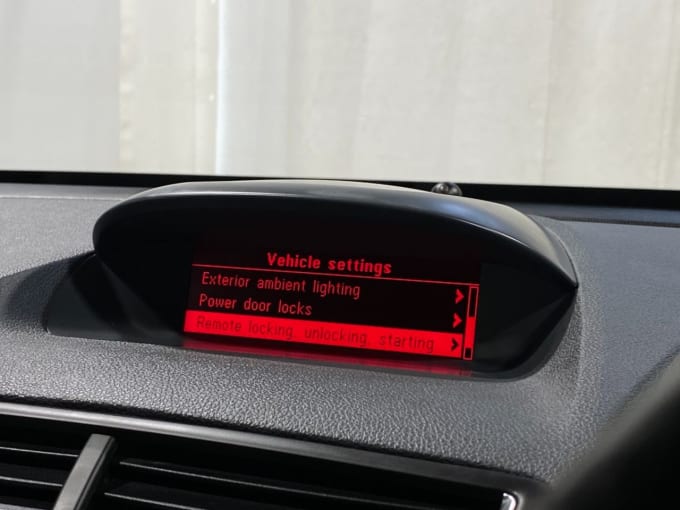 Vehicle settings
Exterior ambient lighting
Power door locks
Remote locking, unlocking, starting